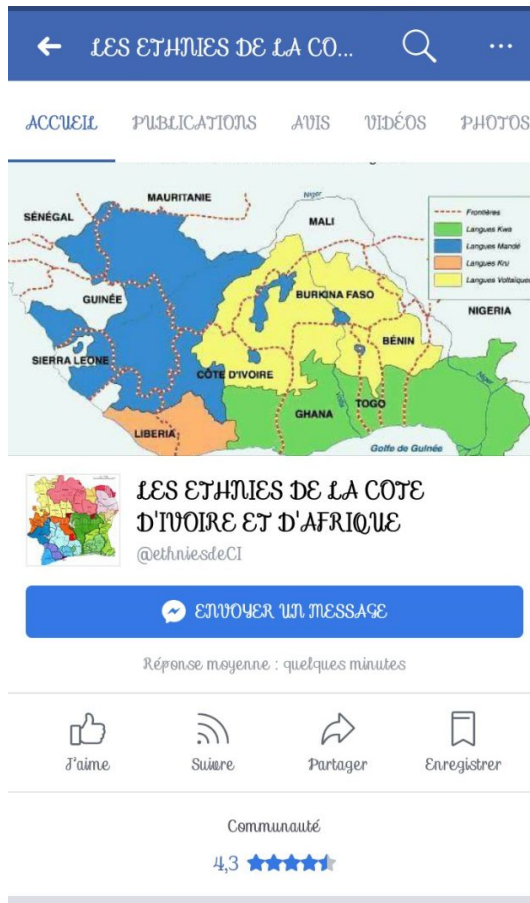 LES ETHNIES DE LA CO...
ACCUEIL PUBLICATIONS AVIS VIDÉOS PHOTOS
Niger
MAURITANIE
SÉNÉGAL
MALI
Frontières
Langues Kwa
Langues Mandé
Langues Kru
Langues Voltaïques
GUINÉE
BURKINA FASO
NIGERIA
BÉNIN
SIERRA LEONE
CÔTE D'IVOIRE
TOGO
GHANA
Volta
Niger
LIBERIA
Golfe de Guinée
LES ETHNIES DE LA COTE
D'IVOIRE ET D'AFRIQUE
@ethniesdeCI
ENVOYER UN MESSAGE
Réponse moyenne : quelques minutes
J'aime Suivre Partager Enregistrer
Communauté
4,3